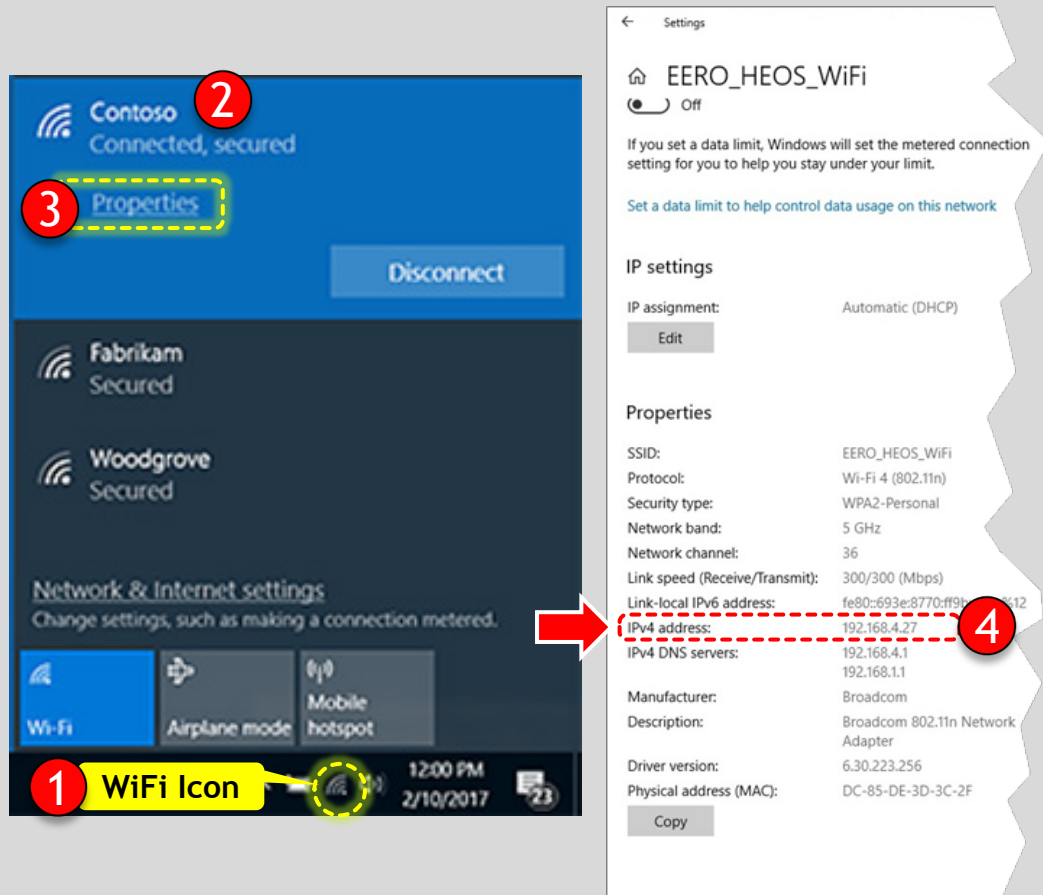 2
Contoso
Connected, secured
3
Properties
Disconnect
Fabrikam
Secured
Woodgrove
Secured
Network & Internet settings
Change settings, such as making a connection metered.
Wi-Fi
Airplane mode
Mobile
hotspot
1
WiFi Icon
12:00 PM
2/10/2017
23
Settings
EERO_HEOS_WiFi
Off
If you set a data limit, Windows will set the metered connection
setting for you to help you stay under your limit.
Set a data limit to help control data usage on this network
IP settings
IP assignment: Automatic (DHCP)
Edit
Properties
SSID: EERO_HEOS_WiFi
Protocol: Wi-Fi 4 (802.11n)
Security type: WPA2-Personal
Network band: 5 GHz
Network channel: 36
Link speed (Receive/Transmit): 300/300 (Mbps)
Link-local IPv6 address:
IPv4 address: 192.168.4.27
4
IPv4 DNS servers: 192.168.4.1
192.168.1.1
Manufacturer: Broadcom
Description: Broadcom 802.11n Network
Adapter
Driver version: 6.30.223.256
Physical address (MAC): DC-85-DE-3D-3C-2F
Copy